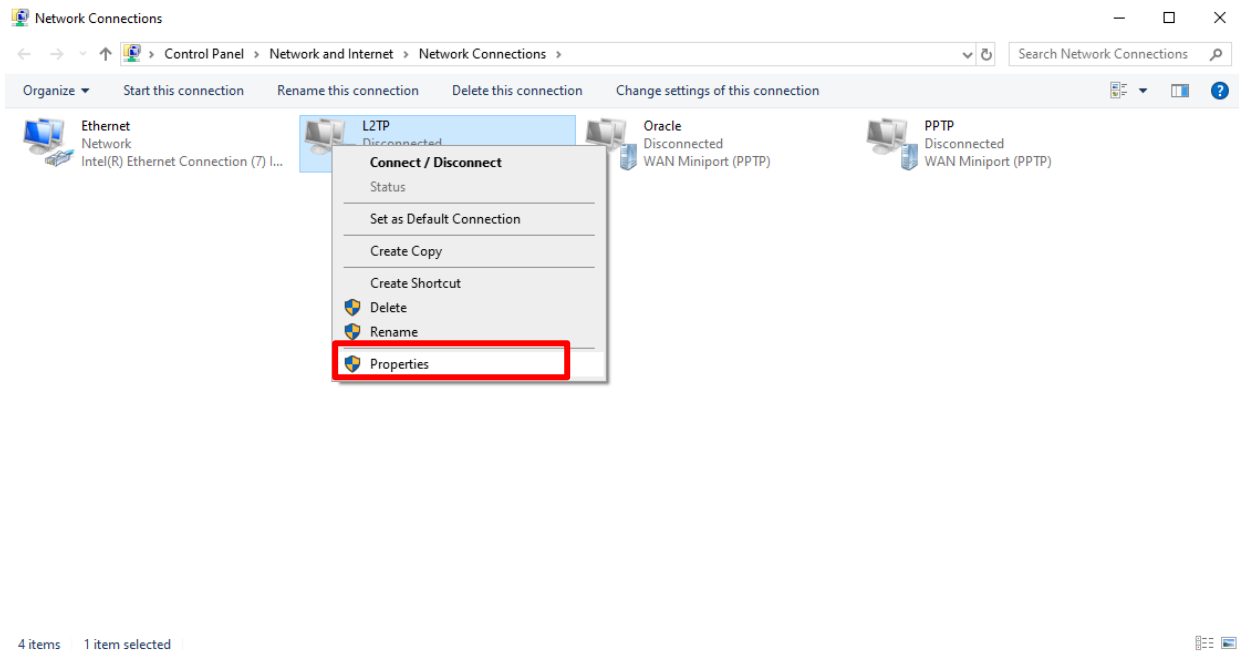 Network Connections
Control Panel > Network and Internet > Network Connections >
Search Network Connections
Organize
Start this connection
Rename this connection
Delete this connection
Change settings of this connection
Ethernet
Network
Intel(R) Ethernet Connection (7) I...
L2TP
Disconnected
Oracle
Disconnected
WAN Miniport (PPTP)
PPTP
Disconnected
WAN Miniport (PPTP)
Connect / Disconnect
Status
Set as Default Connection
Create Copy
Create Shortcut
Delete
Rename
Properties
4 items
1 item selected